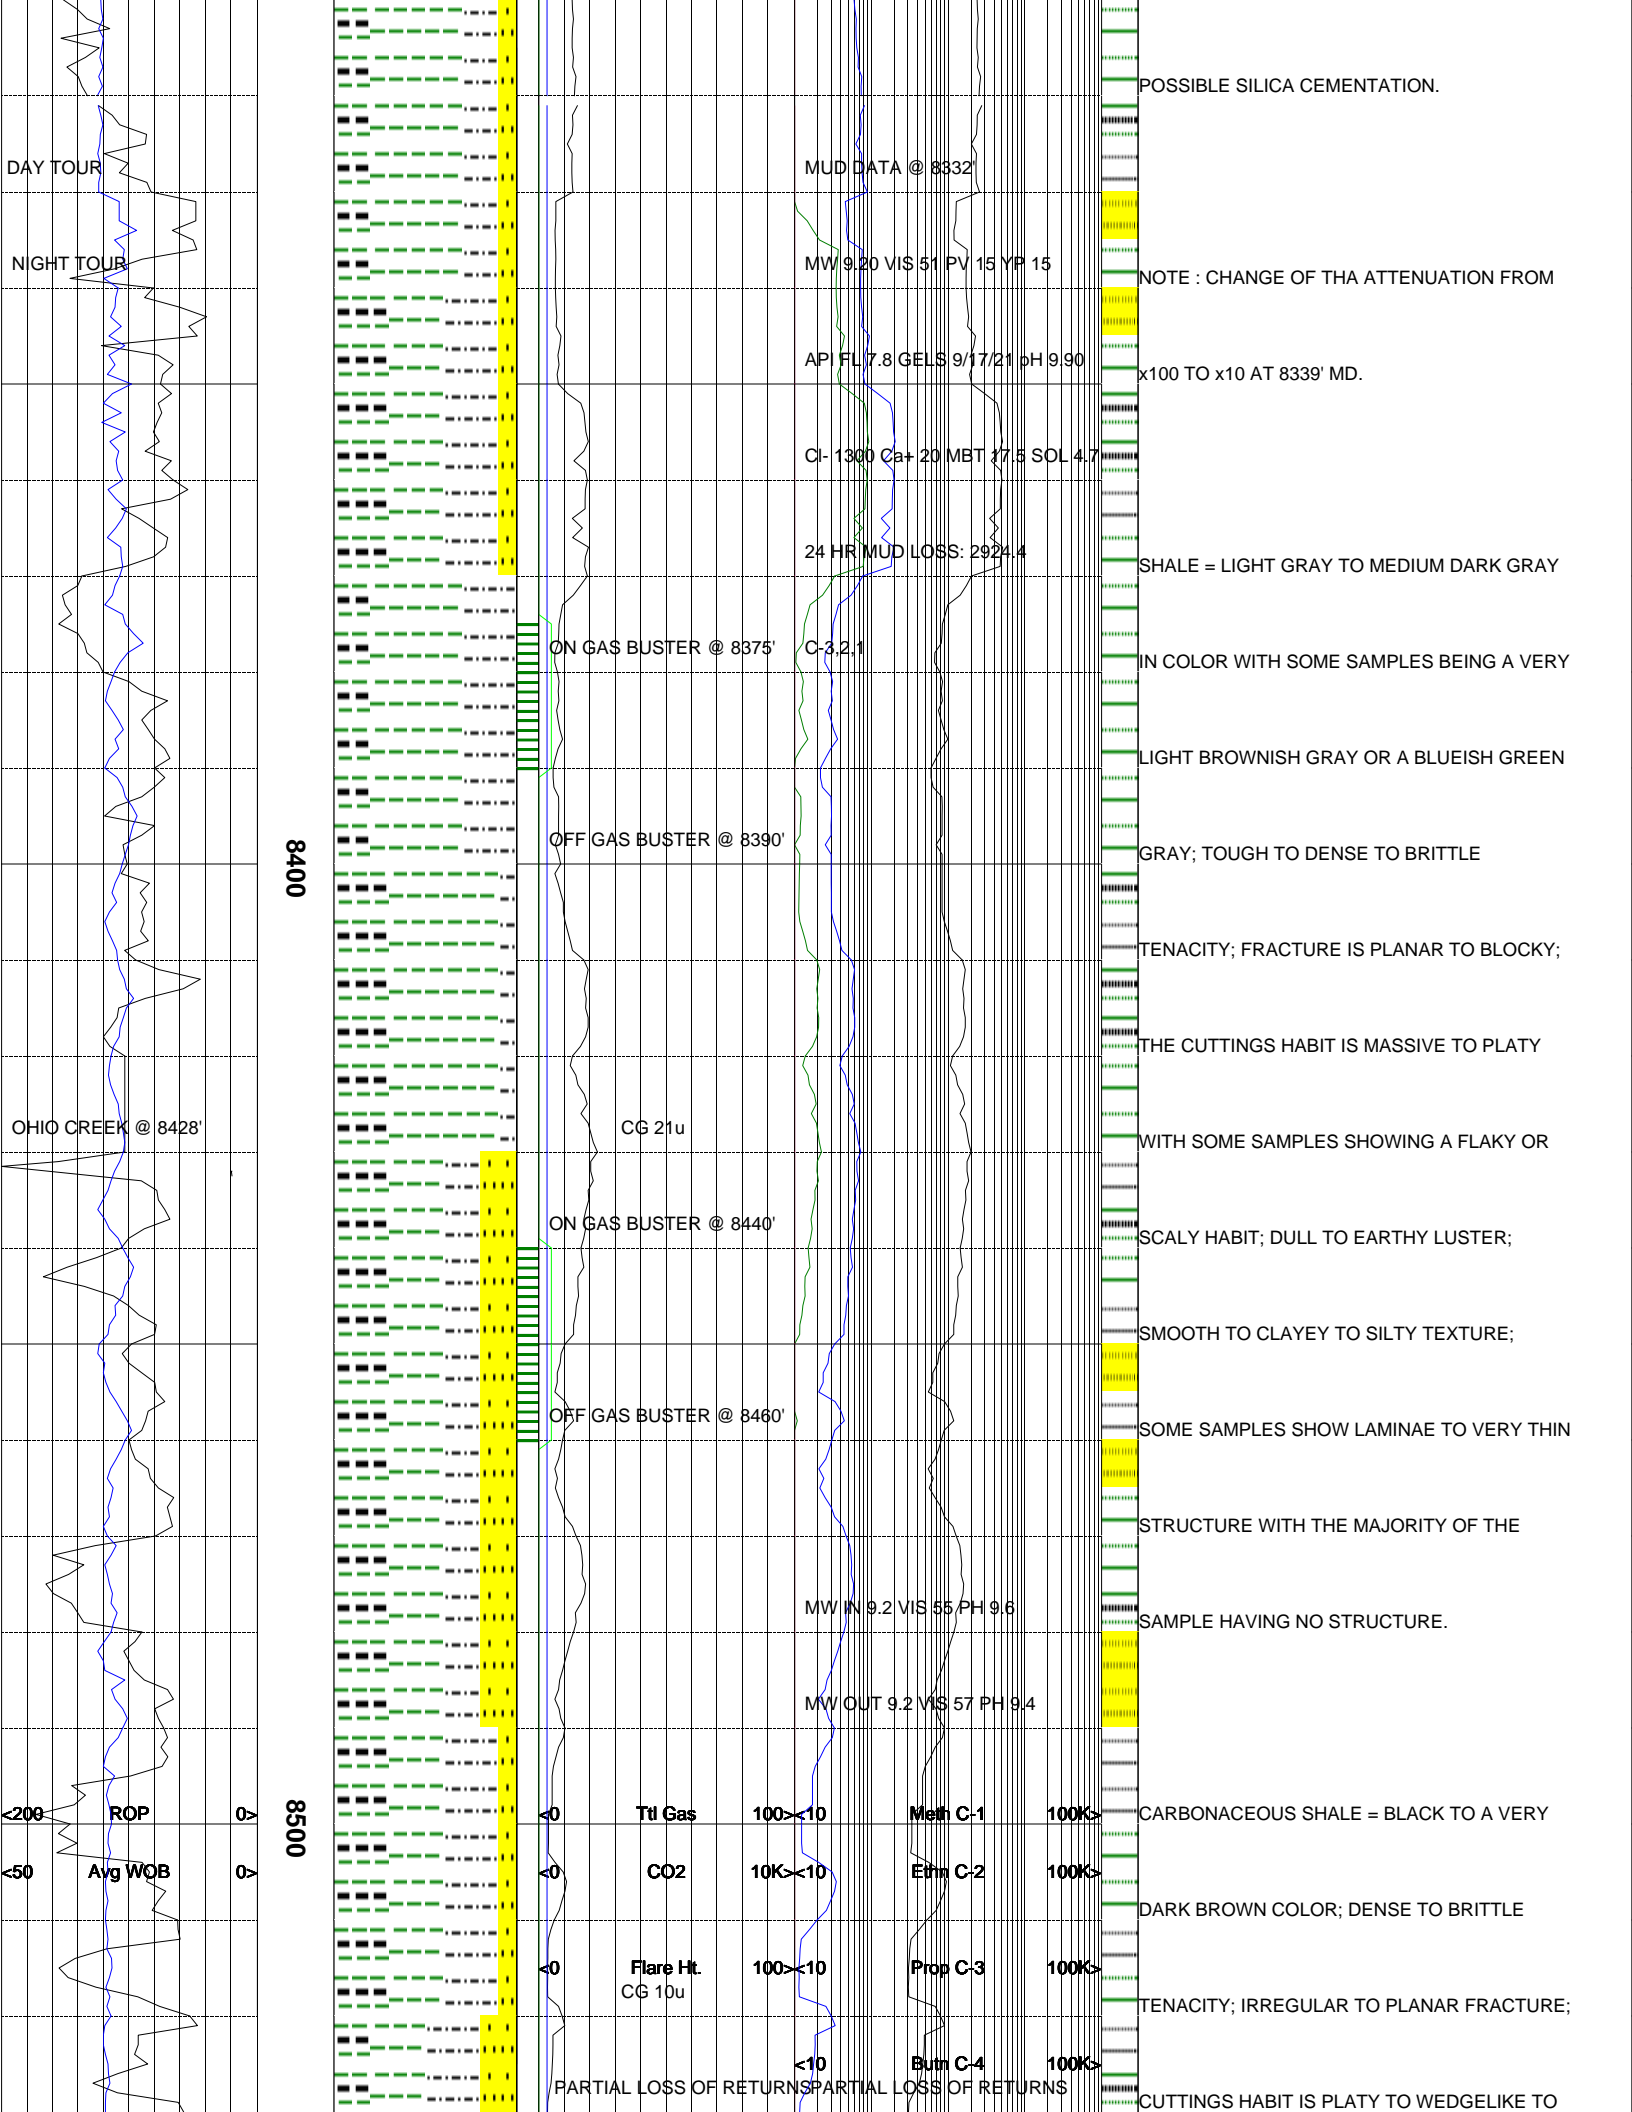 POSSIBLE SILICA CEMENTATION.
DAY TOUR
MUD DATA @ 8332'
NIGHT TOUR
MW 9.20 VIS 51 PV 15 YP 15
NOTE : CHANGE OF THA ATTENUATION FROM
API FL 7.8 GELS 9/17/21 pH 9.90
x100 TO x10 AT 8339' MD.
Cl- 1300 Ca+ 20 MBT 17.5 SOL 4.7
24 HR MUD LOSS: 2924.4
SHALE = LIGHT GRAY TO MEDIUM DARK GRAY
ON GAS BUSTER @ 8375'
C-3,2,1
IN COLOR WITH SOME SAMPLES BEING A VERY
LIGHT BROWNISH GRAY OR A BLUEISH GREEN
OFF GAS BUSTER @ 8390'
8400
GRAY; TOUGH TO DENSE TO BRITTLE
TENACITY; FRACTURE IS PLANAR TO BLOCKY;
THE CUTTINGS HABIT IS MASSIVE TO PLATY
OHIO CREEK @ 8428'
CG 21u
WITH SOME SAMPLES SHOWING A FLAKY OR
ON GAS BUSTER @ 8440'
SCALY HABIT; DULL TO EARTHY LUSTER;
SMOOTH TO CLAYEY TO SILTY TEXTURE;
OFF GAS BUSTER @ 8460'
SOME SAMPLES SHOW LAMINAE TO VERY THIN
STRUCTURE WITH THE MAJORITY OF THE
MW IN 9.2 VIS 55 PH 9.6
SAMPLE HAVING NO STRUCTURE.
MW OUT 9.2 VIS 57 PH 9.4
<200 ROP 0>
8500
<0 Ttl Gas 100>
<10 Meth C-1 100K>
CARBONACEOUS SHALE = BLACK TO A VERY
<50 Avg WOB 0>
<0 CO2 10K>
<10 Ethn C-2 100K>
DARK BROWN COLOR; DENSE TO BRITTLE
<0 Flare Ht. 100>
<10 Prop C-3 100K>
CG 10u
TENACITY; IRREGULAR TO PLANAR FRACTURE;
<10 Butn C-4 100K>
PARTIAL LOSS OF RETURNS
PARTIAL LOSS OF RETURNS
CUTTINGS HABIT IS PLATY TO WEDGELIKE TO